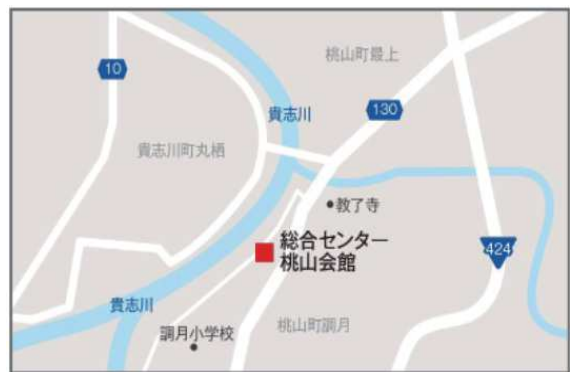 桃山町最上
10
130
貴志川
貴志川町丸栖
教了寺
総合センター
桃山会館
424
貴志川
調月小学校
桃山町調月